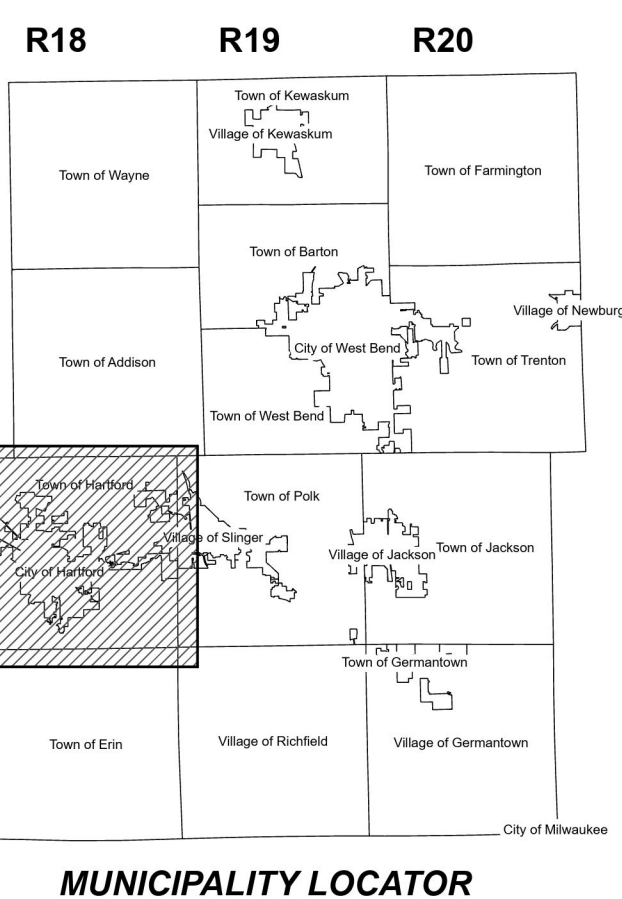 R18 R19 R20
Town of Kewaskum
Village of Kewaskum
Town of Wayne
Town of Farmington
Town of Barton
Village of Newburg
City of West Bend
Town of Addison
Town of Trenton
Town of West Bend
Town of Hartford
Town of Polk
Village of Slinger
Village of Jackson
Town of Jackson
City of Hartford
Town of Germantown
Town of Erin
Village of Richfield
Village of Germantown
City of Milwaukee
MUNICIPALITY LOCATOR